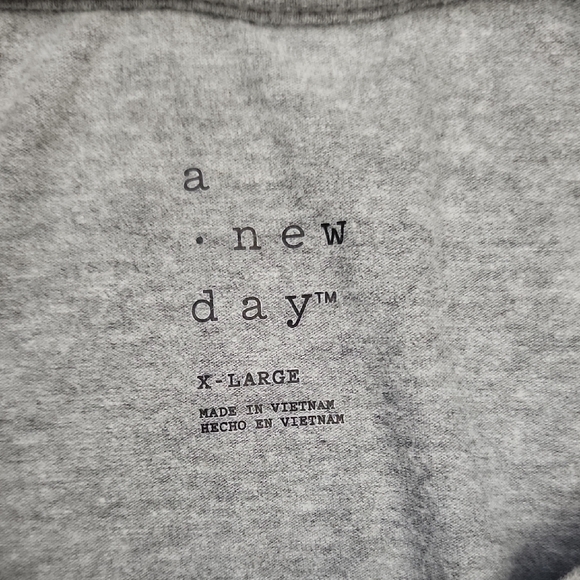 a
· new
day™
X-LARGE
MADE IN VIETNAM
HECHO EN VIETNAM